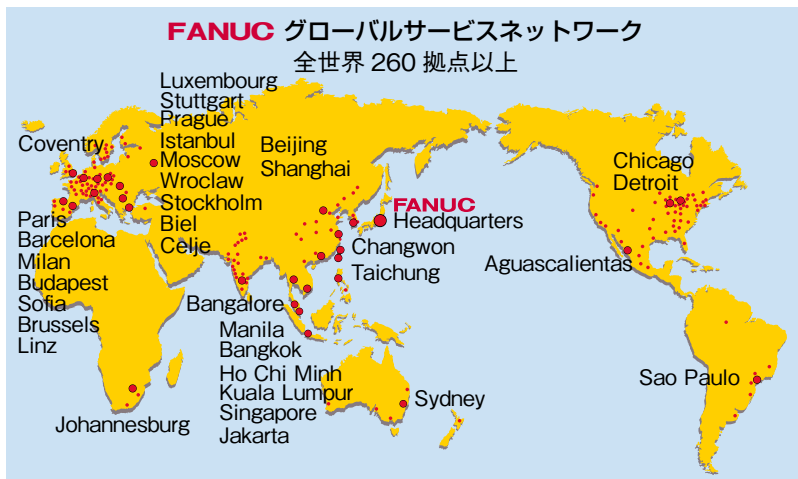 FANUC グローバルサービスネットワーク
全世界 260 拠点以上
Luxembourg
Stuttgart
Prague
Istanbul
Moscow
Wroclaw
Stockholm
Biel
Celje
Coventry
Paris
Barcelona
Milan
Budapest
Sofia
Brussels
Linz
Johannesburg
Beijing
Shanghai
FANUC
Headquarters
Changwon
Taichung
Bangalore
Manila
Bangkok
Ho Chi Minh
Kuala Lumpur
Singapore
Jakarta
Sydney
Chicago
Detroit
Aguascalientas
Sao Paulo